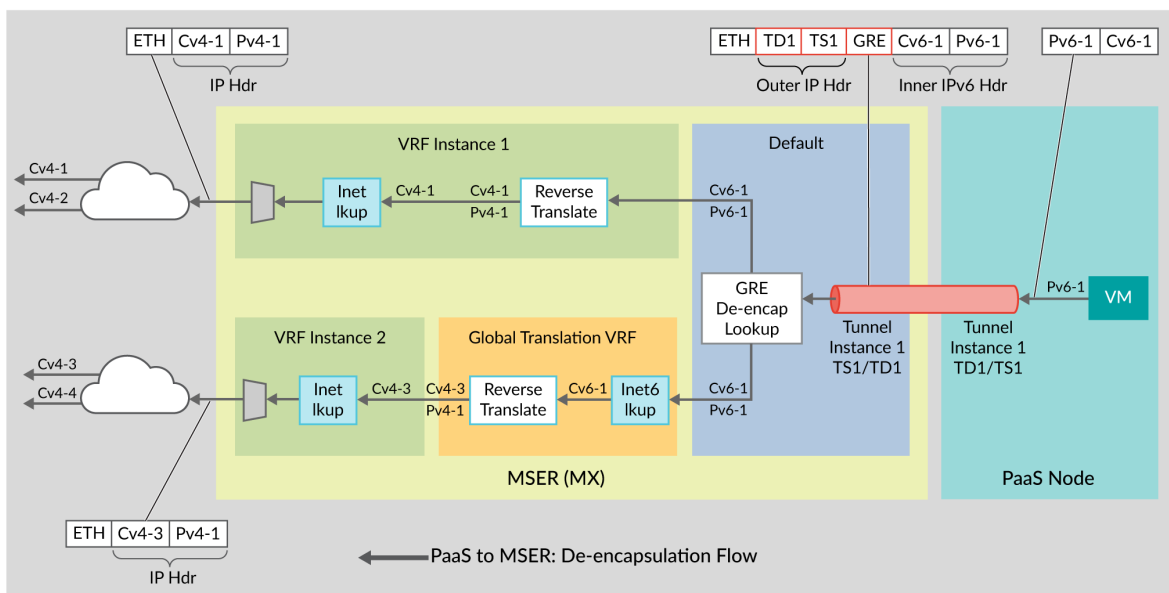 ETH Cv4-1 Pv4-1
IP Hdr
ETH TD1 TS1 GRE Cv6-1 Pv6-1
Outer IP Hdr
Inner IPv6 Hdr
Pv6-1 Cv6-1
VRF Instance 1
Default
Cv4-1
Cv4-2
Inet
lkup
Cv4-1
Cv4-1
Pv4-1
Reverse
Translate
Cv6-1
Pv6-1
GRE
De-encap
Lookup
Pv6-1
VM
Tunnel
Instance 1
TS1/TD1
Tunnel
Instance 1
TD1/TS1
VRF Instance 2
Global Translation VRF
Cv4-3
Cv4-4
Inet
lkup
Cv4-3
Cv4-3
Pv4-1
Reverse
Translate
Cv6-1
Inet6
lkup
Cv6-1
Pv6-1
MSER (MX)
PaaS Node
ETH Cv4-3 Pv4-1
IP Hdr
PaaS to MSER: De-encapsulation Flow